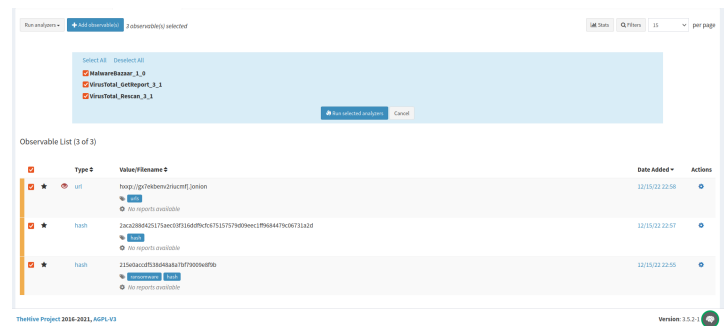 Run analyzers
Add observable(s)
3 observable(s) selected
Stats
Filters
15
per page
Select All Deselect All
MalwareBazaar_1_0
VirusTotal_GetReport_3_1
VirusTotal_Rescan_3_1
Run selected analyzers
Cancel
Observable List (3 of 3)
Type Value/Filename Date Added Actions
url hxxp://gx7ekbenv2riucmf[.]onion 12/15/22 22:58
urls
No reports available
hash 2aca288d425175aec03f316ddf9cfc675157579d09eec1ff9684479c06731a2d 12/15/22 22:57
hash
No reports available
hash 215e0accdf538d48a8a7bf79009e8f9b 12/15/22 22:55
ransomware hash
No reports available
TheHive Project 2016-2021, AGPL-V3
Version: 3.5.2-1